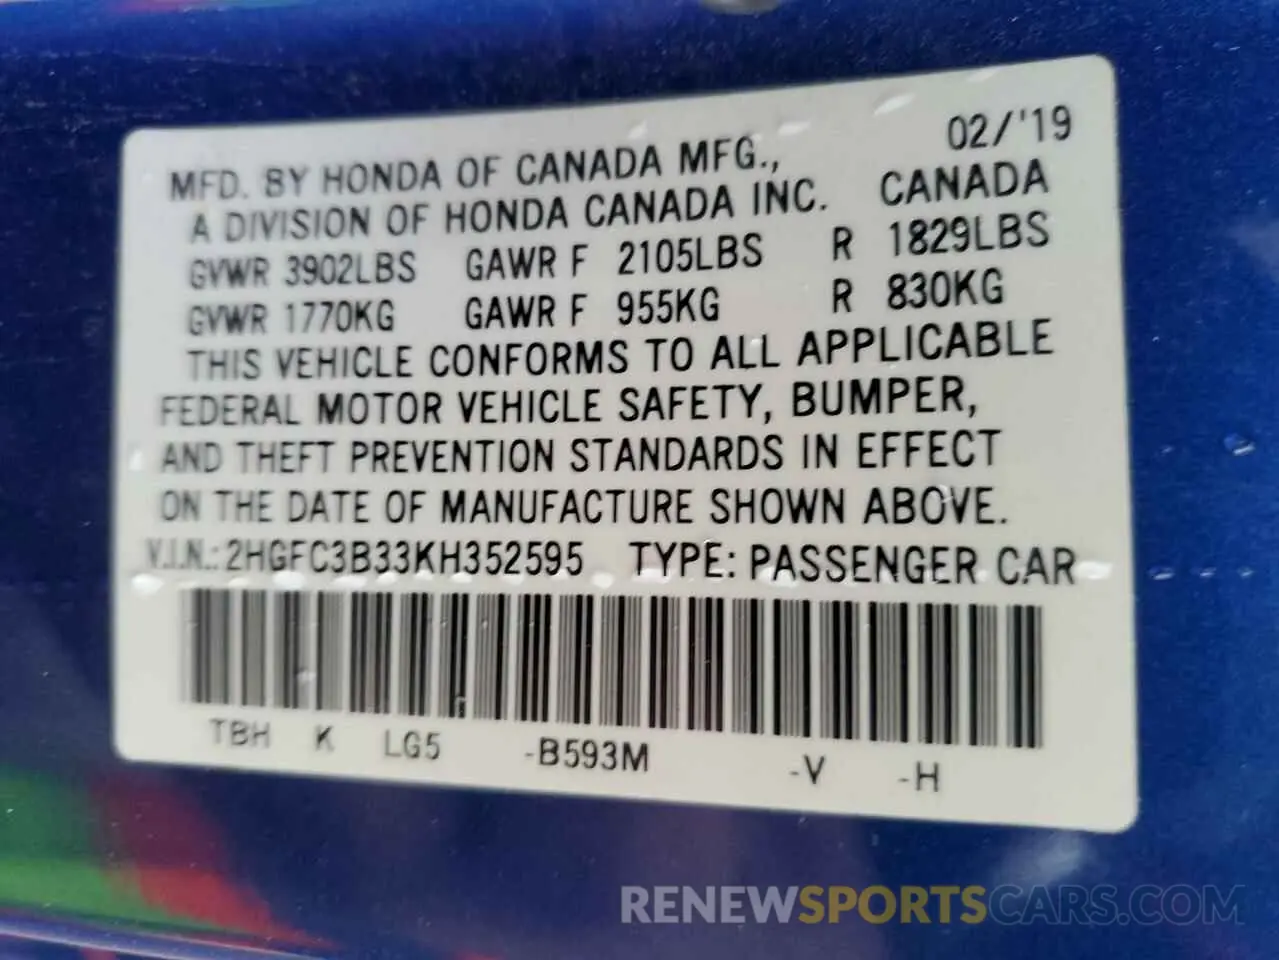 02/'19
MFD. BY HONDA OF CANADA MFG.,
A DIVISION OF HONDA CANADA INC. CANADA
GVWR 3902LBS GAWR F 2105LBS R 1829LBS
GVWR 1770KG GAWR F 955KG R 830KG
THIS VEHICLE CONFORMS TO ALL APPLICABLE
FEDERAL MOTOR VEHICLE SAFETY, BUMPER,
AND THEFT PREVENTION STANDARDS IN EFFECT
ON THE DATE OF MANUFACTURE SHOWN ABOVE.
V.I.N.: 2HGFC3B33KH352595 TYPE: PASSENGER CAR
TBH K LG5 -B593M -V -H
RENEWSPORTSCARS.COM